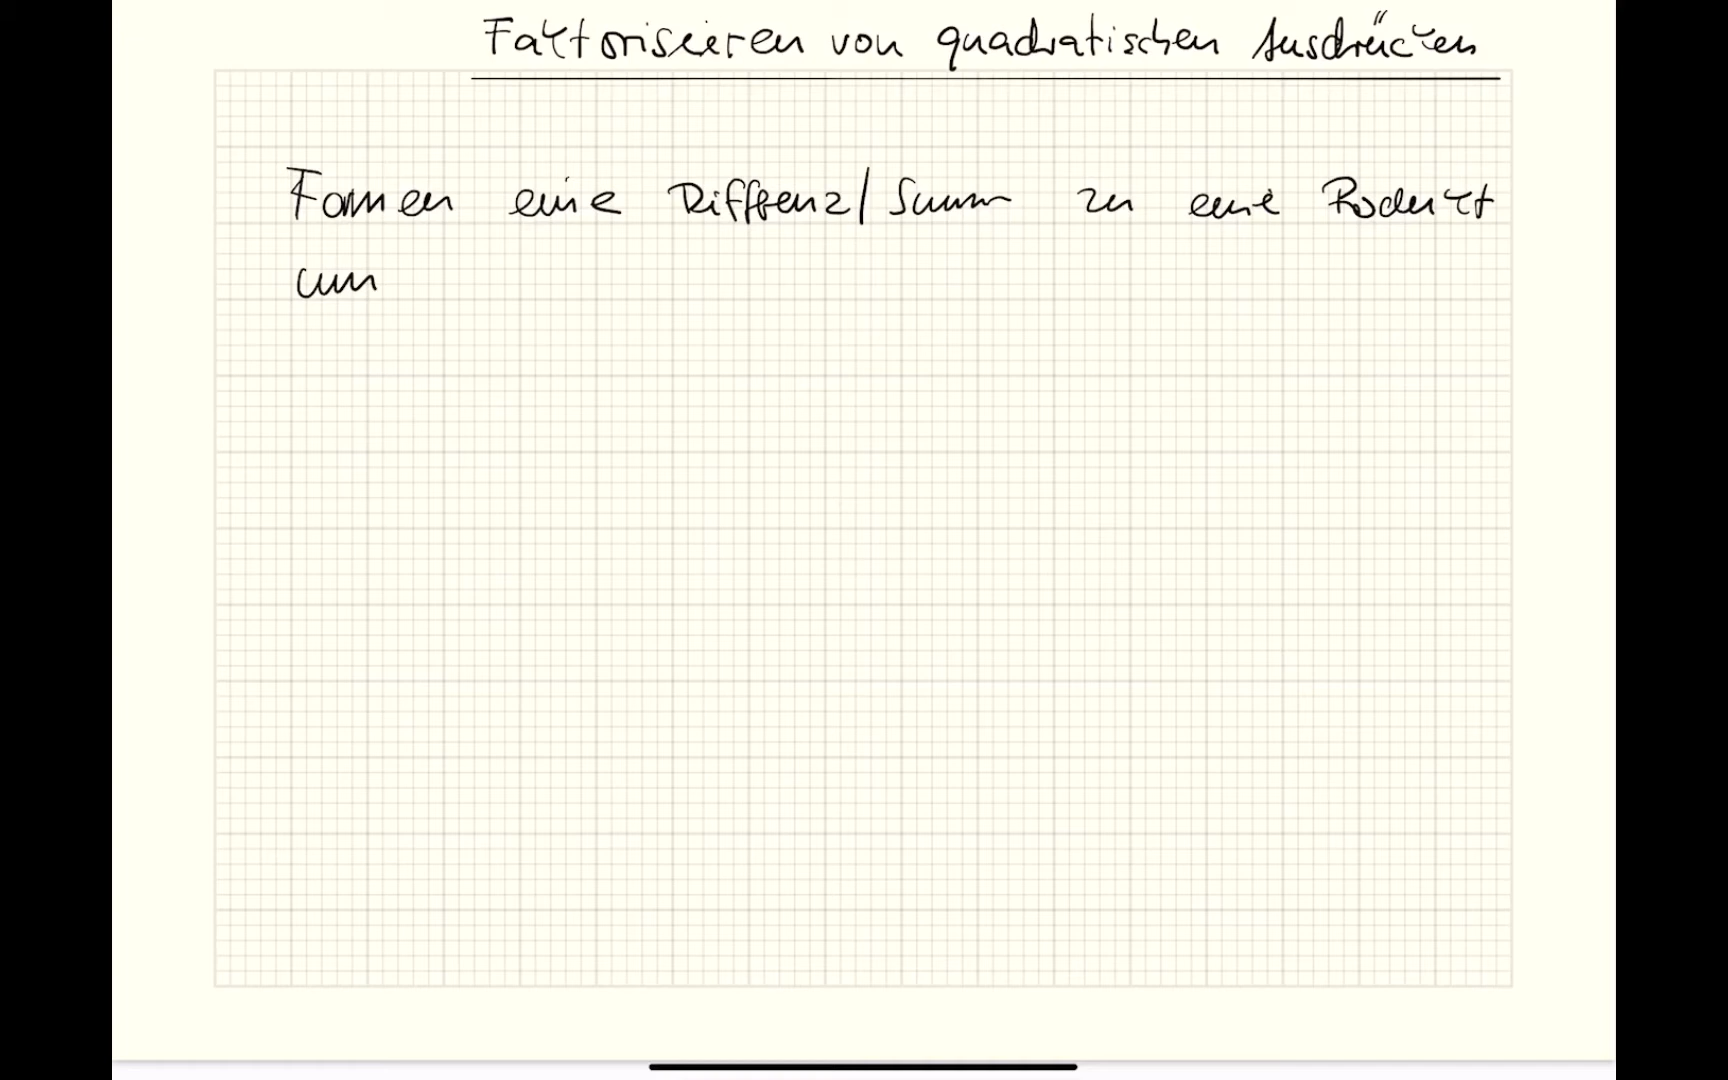 Faktorisieren von quadratischen Ausdrücken
Formen eine Differenz/Summe zu eine Produkt
um